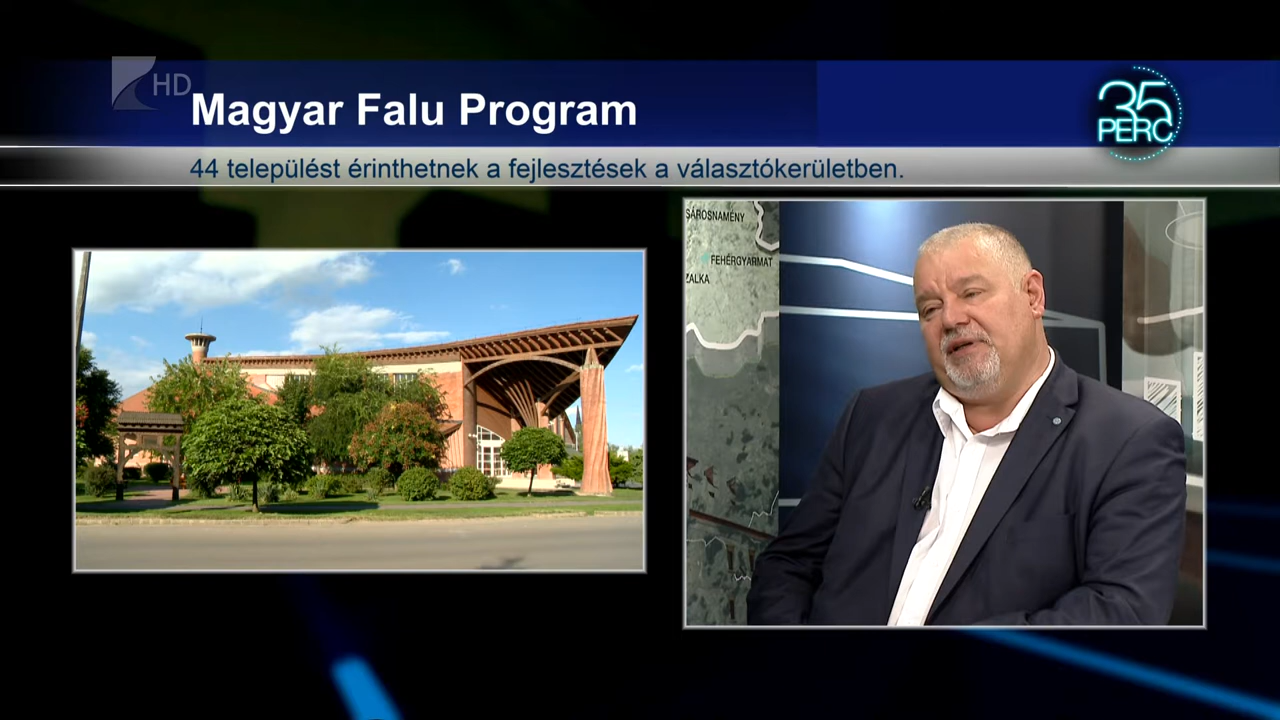 HD
Magyar Falu Program
35
PERC
44 települést érinthetnek a fejlesztések a választókerületben.
SÁROSNAMÉNY
FEHÉRGYARMAT
ZALKA